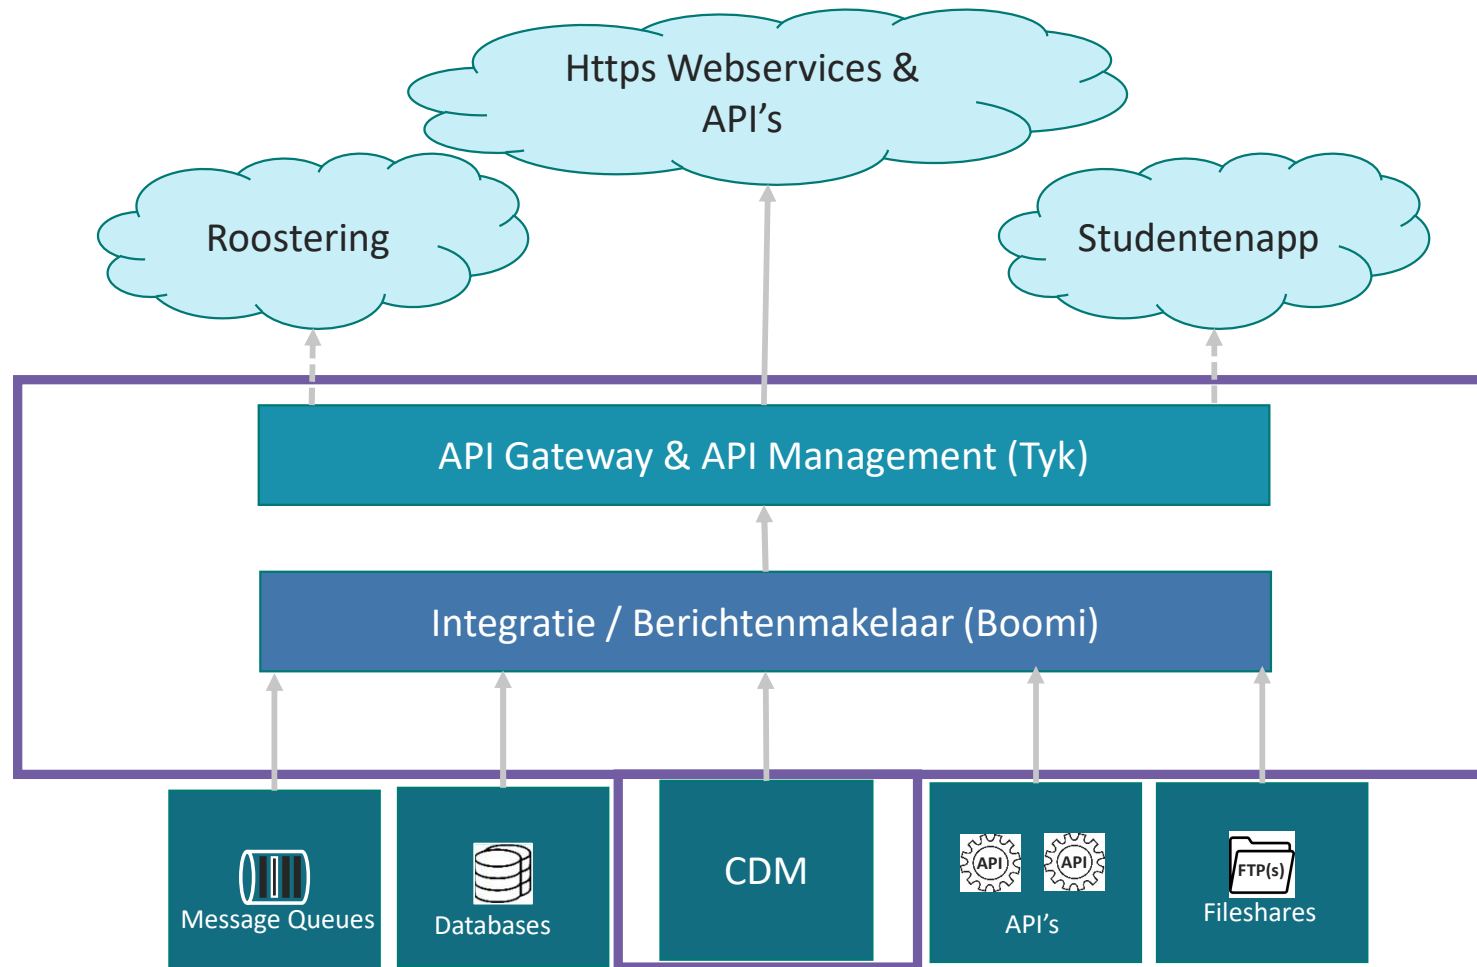 Https Webservices &
API's
Roostering
Studentenapp
API Gateway & API Management (Tyk)
Integratie / Berichtenmakelaar (Boomi)
Message Queues
Databases
CDM
API
API
API's
FTP(s)
Fileshares